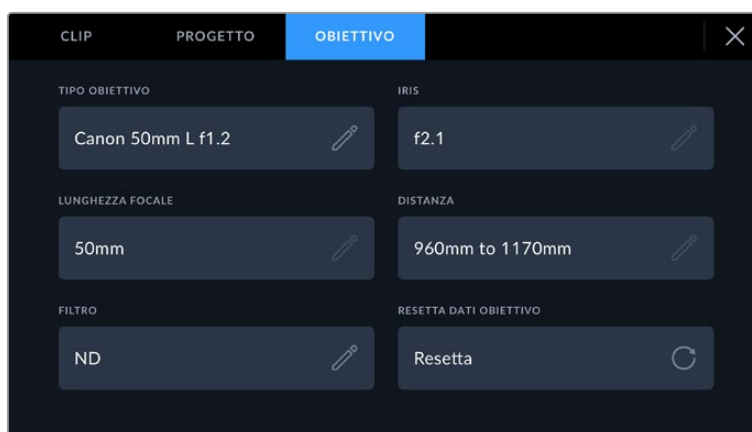 CLIP PROGETTO OBIETTIVO
TIPO OBIETTIVO IRIS
Canon 50mm L f1.2 f2.1
LUNGHEZZA FOCALE DISTANZA
50mm 960mm to 1170mm
FILTRO RESETTA DATI OBIETTIVO
ND Resetta